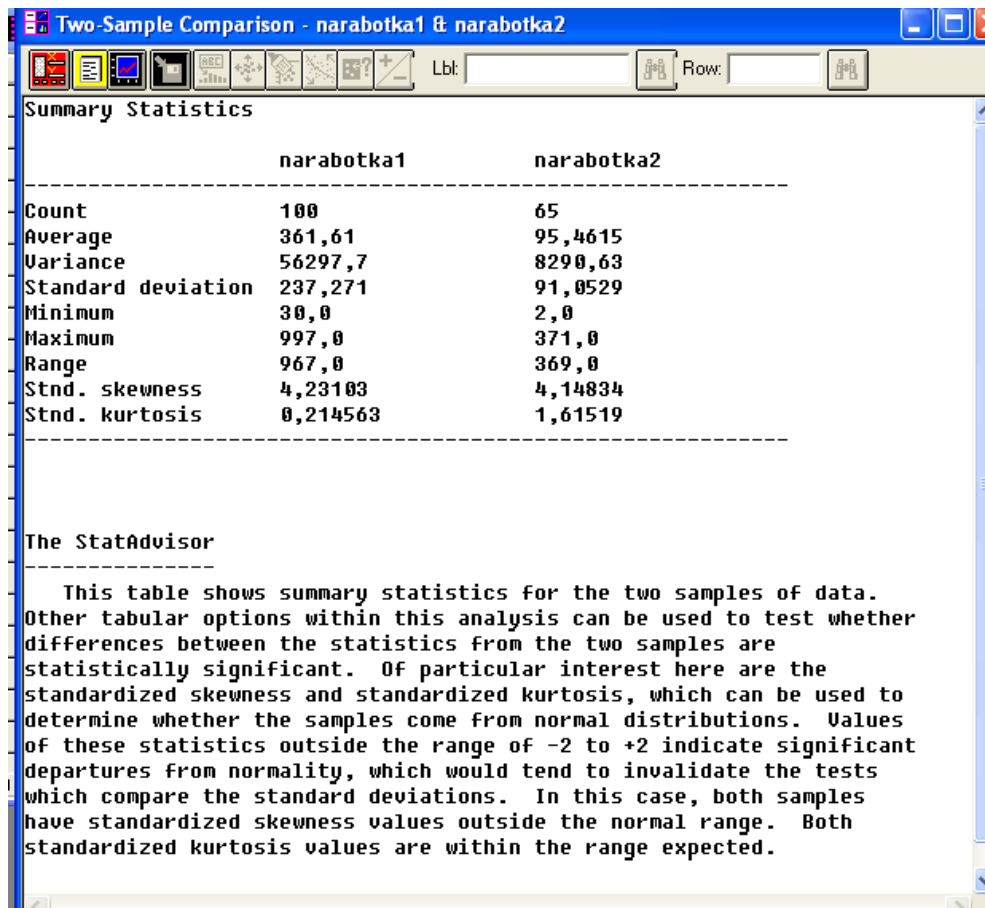 Two-Sample Comparison - narabotka1 & narabotka2
Lbl: Row:
Summary Statistics
narabotka1 narabotka2
------------------------------------------------------------
Count 100 65
Average 361,61 95,4615
Variance 56297,7 8290,63
Standard deviation 237,271 91,0529
Minimum 30,0 2,0
Maximum 997,0 371,0
Range 967,0 369,0
Stnd. skewness 4,23103 4,14834
Stnd. kurtosis 0,214563 1,61519
------------------------------------------------------------
The StatAdvisor
---------------
This table shows summary statistics for the two samples of data.
Other tabular options within this analysis can be used to test whether
differences between the statistics from the two samples are
statistically significant. Of particular interest here are the
standardized skewness and standardized kurtosis, which can be used to
determine whether the samples come from normal distributions. Values
of these statistics outside the range of -2 to +2 indicate significant
departures from normality, which would tend to invalidate the tests
which compare the standard deviations. In this case, both samples
have standardized skewness values outside the normal range. Both
standardized kurtosis values are within the range expected.